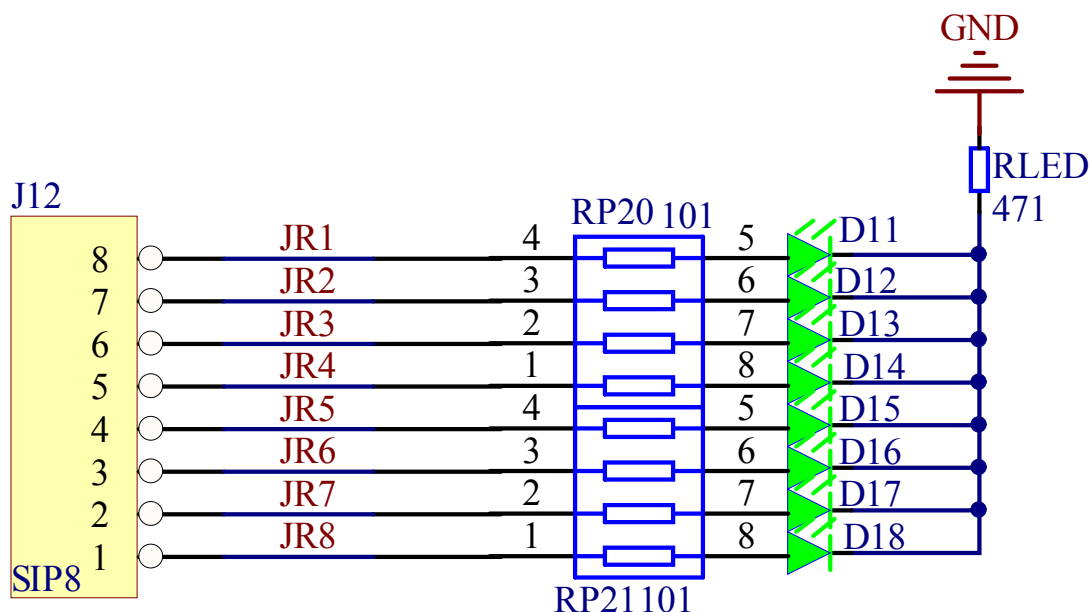 GND
RLED
471
J12
RP20 101
8 JR1 4 5 D11
7 JR2 3 6 D12
6 JR3 2 7 D13
5 JR4 1 8 D14
4 JR5 4 5 D15
3 JR6 3 6 D16
2 JR7 2 7 D17
1 JR8 1 8 D18
SIP8
RP21 101